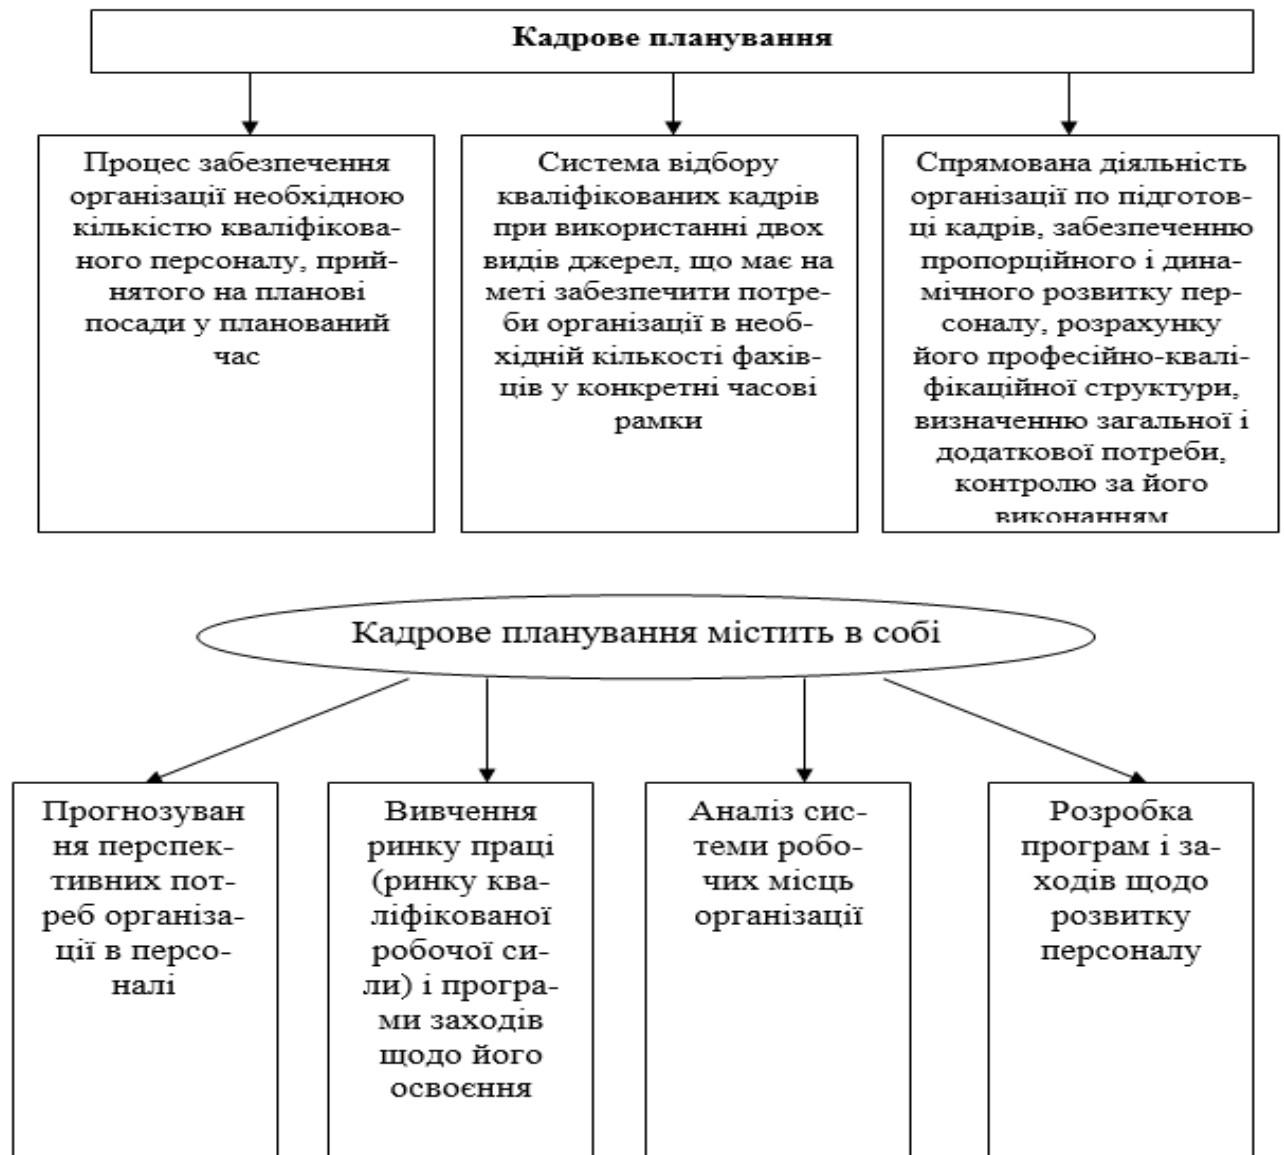 Кадрове планування
Процес забезпечення
організації необхідною
кількістю кваліфікова-
ного персоналу, прий-
нятого на планові
посади у планований
час
Система відбору
кваліфікованих кадрів
при використанні двох
видів джерел, що має на
меті забезпечити потре-
би організації в необ-
хідній кількості фахів-
ців у конкретні часові
рамки
Спрямована діяльність
організації по підготов-
ці кадрів, забезпеченню
пропорційного і дина-
мічного розвитку пер-
соналу, розрахунку
його професійно-квалі-
фікаційної структури,
визначенню загальної і
додаткової потреби,
контролю за його
виконанням
Кадрове планування містить в собі
Прогнозуван
ня перспек-
тивних пот-
реб організа-
ції в персо-
налі
Вивчення
ринку праці
(ринку ква-
ліфікованої
робочої си-
ли) і програ-
ми заходів
щодо його
освоєння
Аналіз сис-
теми робо-
чих місць
організації
Розробка
програм і за-
ходів щодо
розвитку
персоналу